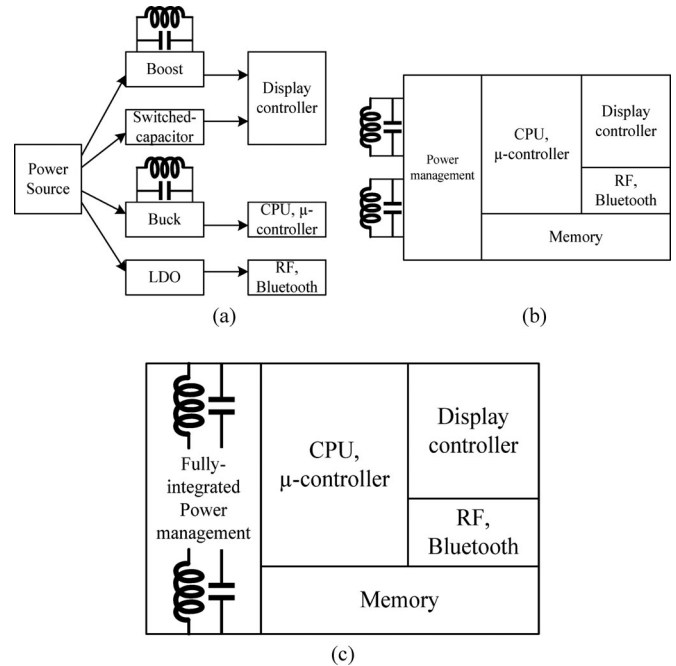 Boost
Switched-
capacitor
Power
Source
Buck
LDO
Display
controller
CPU, μ-
controller
RF,
Bluetooth
(a)
Power
management
CPU,
μ-controller
Display
controller
RF,
Bluetooth
Memory
(b)
Fully-
integrated
Power
management
CPU,
μ-controller
Display
controller
RF,
Bluetooth
Memory
(c)